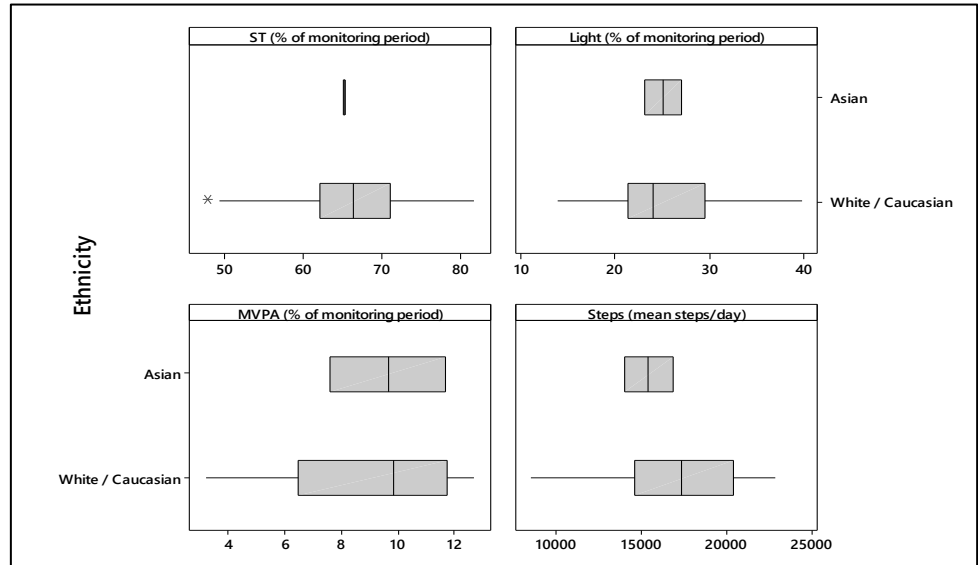 ST (% of monitoring period)
Light (% of monitoring period)
Asian
White / Caucasian
50 60 70 80
10 20 30 40
Ethnicity
MVPA (% of monitoring period)
Steps (mean steps/day)
Asian
White / Caucasian
4 6 8 10 12
10000 15000 20000 25000